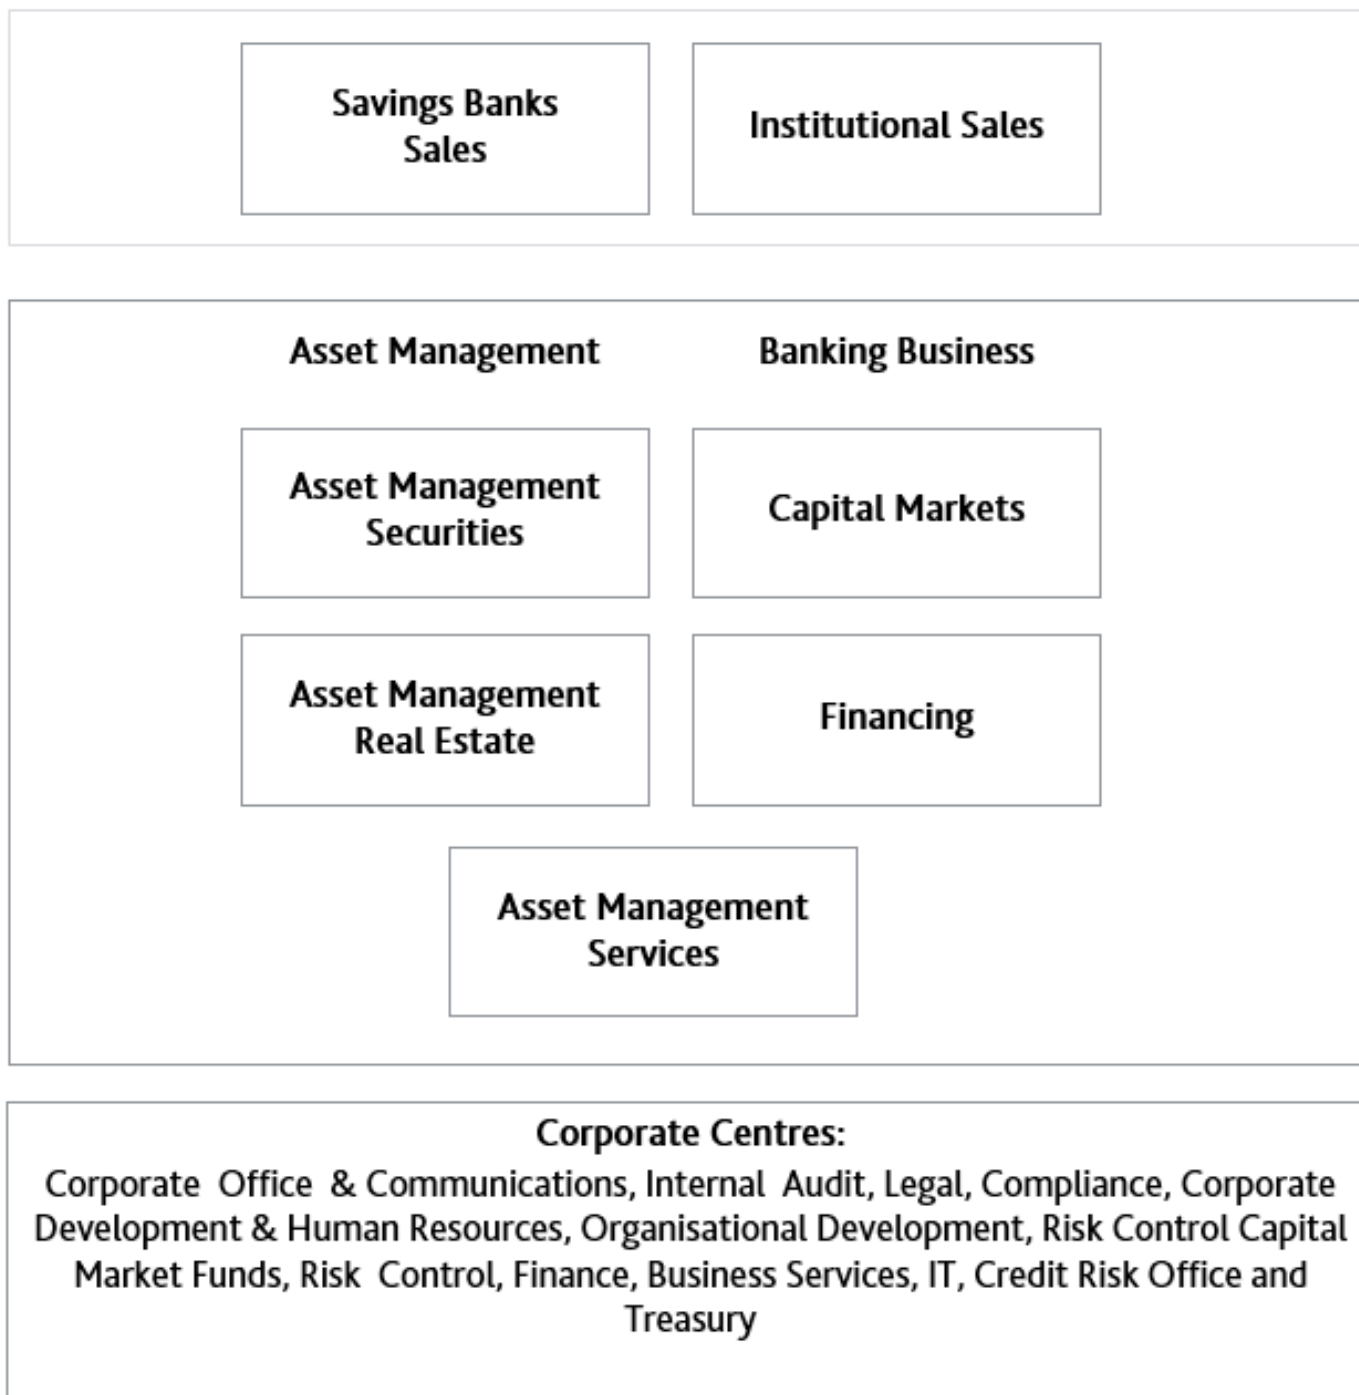 Savings Banks
Sales
Institutional Sales
Asset Management
Banking Business
Asset Management
Securities
Capital Markets
Asset Management
Real Estate
Financing
Asset Management
Services
Corporate Centres:
Corporate Office & Communications, Internal Audit, Legal, Compliance, Corporate
Development & Human Resources, Organisational Development, Risk Control Capital
Market Funds, Risk Control, Finance, Business Services, IT, Credit Risk Office and
Treasury